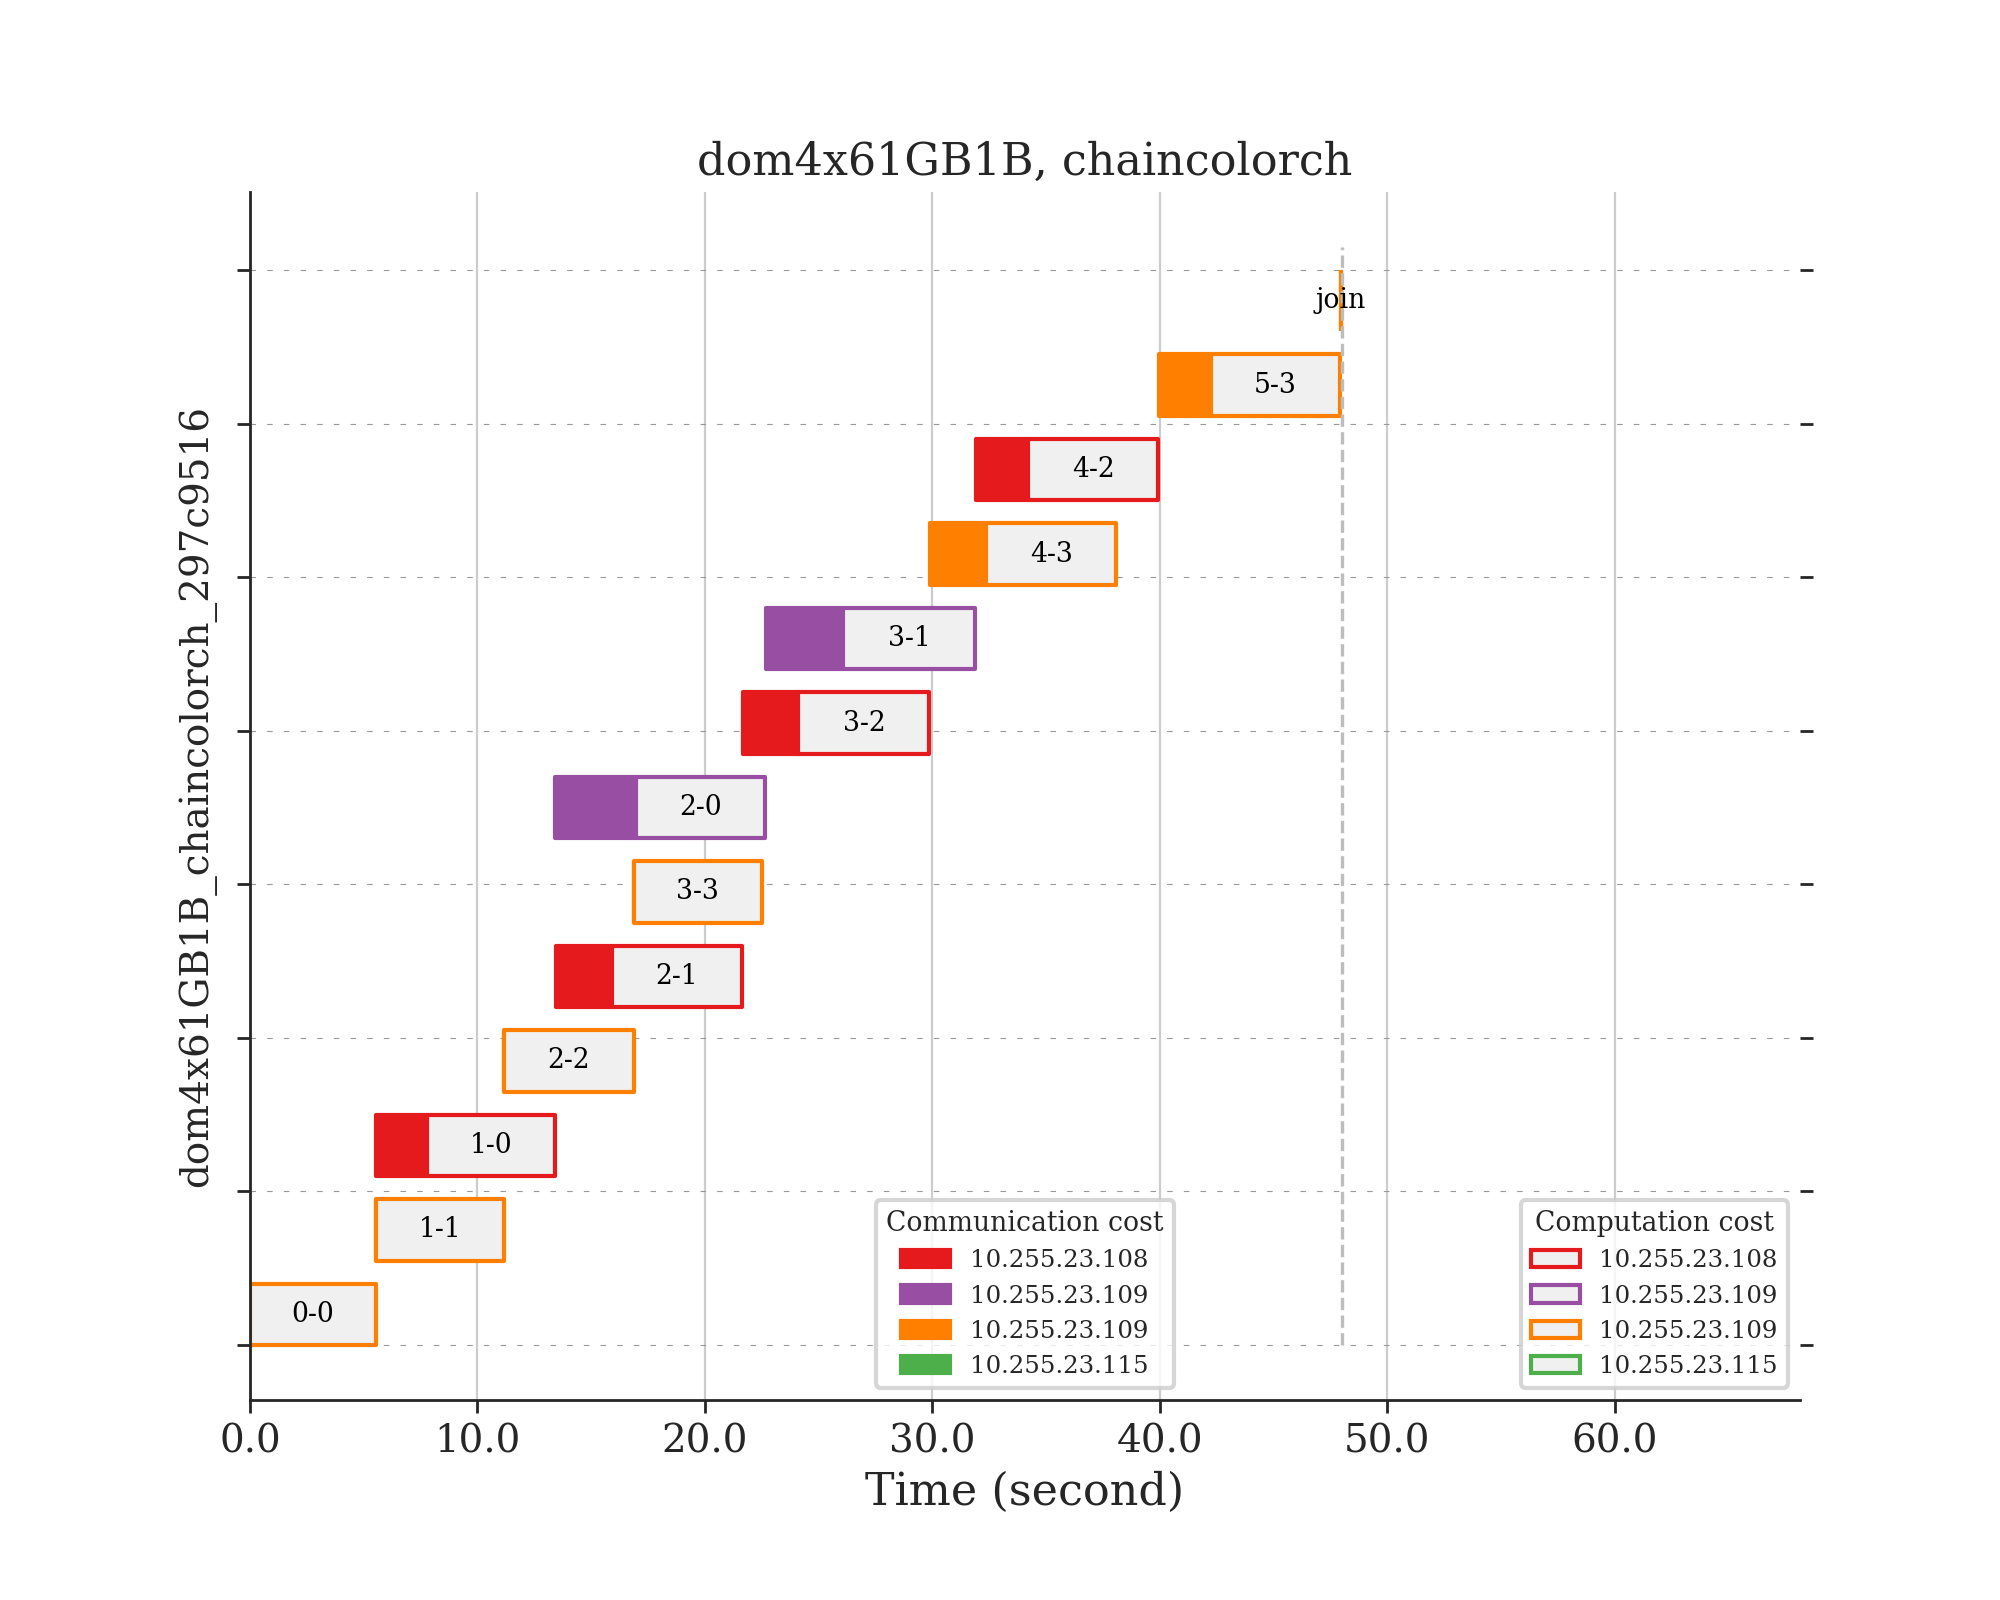 dom4x61GB1B, chaincolorch
dom4x61GB1B_chaincolorch_297c9516
join
5-3
4-2
4-3
3-1
3-2
2-0
3-3
2-1
2-2
1-0
1-1
0-0
Communication cost
10.255.23.108
10.255.23.109
10.255.23.109
10.255.23.115
Computation cost
10.255.23.108
10.255.23.109
10.255.23.109
10.255.23.115
0.0 10.0 20.0 30.0 40.0 50.0 60.0
Time (second)